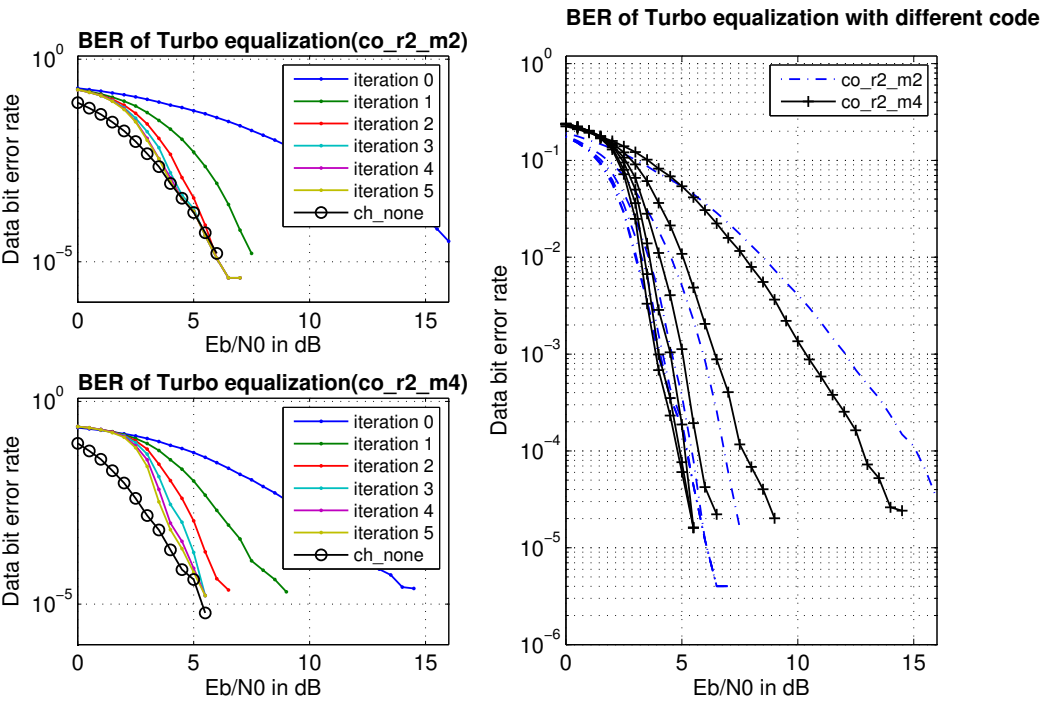 BER of Turbo equalization(co_r2_m2)
10^0
10^-5
0
5
10
15
Eb/N0 in dB
Data bit error rate
iteration 0
iteration 1
iteration 2
iteration 3
iteration 4
iteration 5
ch_none
BER of Turbo equalization(co_r2_m4)
10^0
10^-5
0
5
10
15
Eb/N0 in dB
Data bit error rate
iteration 0
iteration 1
iteration 2
iteration 3
iteration 4
iteration 5
ch_none
BER of Turbo equalization with different code
10^0
10^-1
10^-2
10^-3
10^-4
10^-5
10^-6
0
5
10
15
Eb/N0 in dB
Data bit error rate
co_r2_m2
co_r2_m4